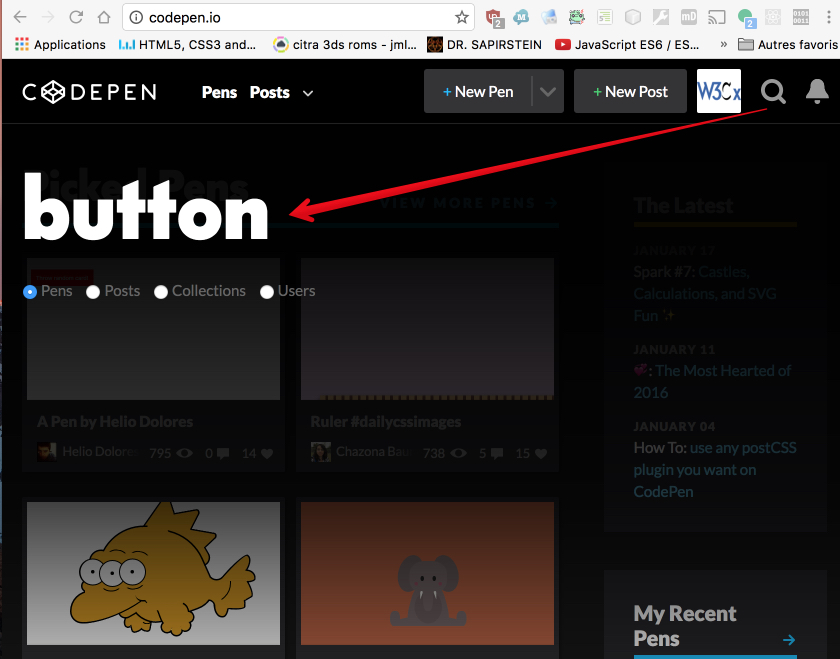 codepen.io
2
2
Applications HTML5, CSS3 and... citra 3ds roms - jml... DR. SAPIRSTEIN JavaScript ES6 / ES... » Autres favoris
CODEPEN Pens Posts + New Pen + New Post W3Cx
Picked Pens
VIEW MORE PENS →
button
Pens Posts Collections Users
A Pen by Helio Dolores
Helio Dolores 795 0 14
Ruler #dailycssimages
Chazona Bau 738 5 15
The Latest
JANUARY 17
Spark #7: Castles,
Calculations, and SVG
Fun ✨
JANUARY 11
💞: The Most Hearted of
2016
JANUARY 04
How To: use any postCSS
plugin you want on
CodePen
My Recent
Pens →